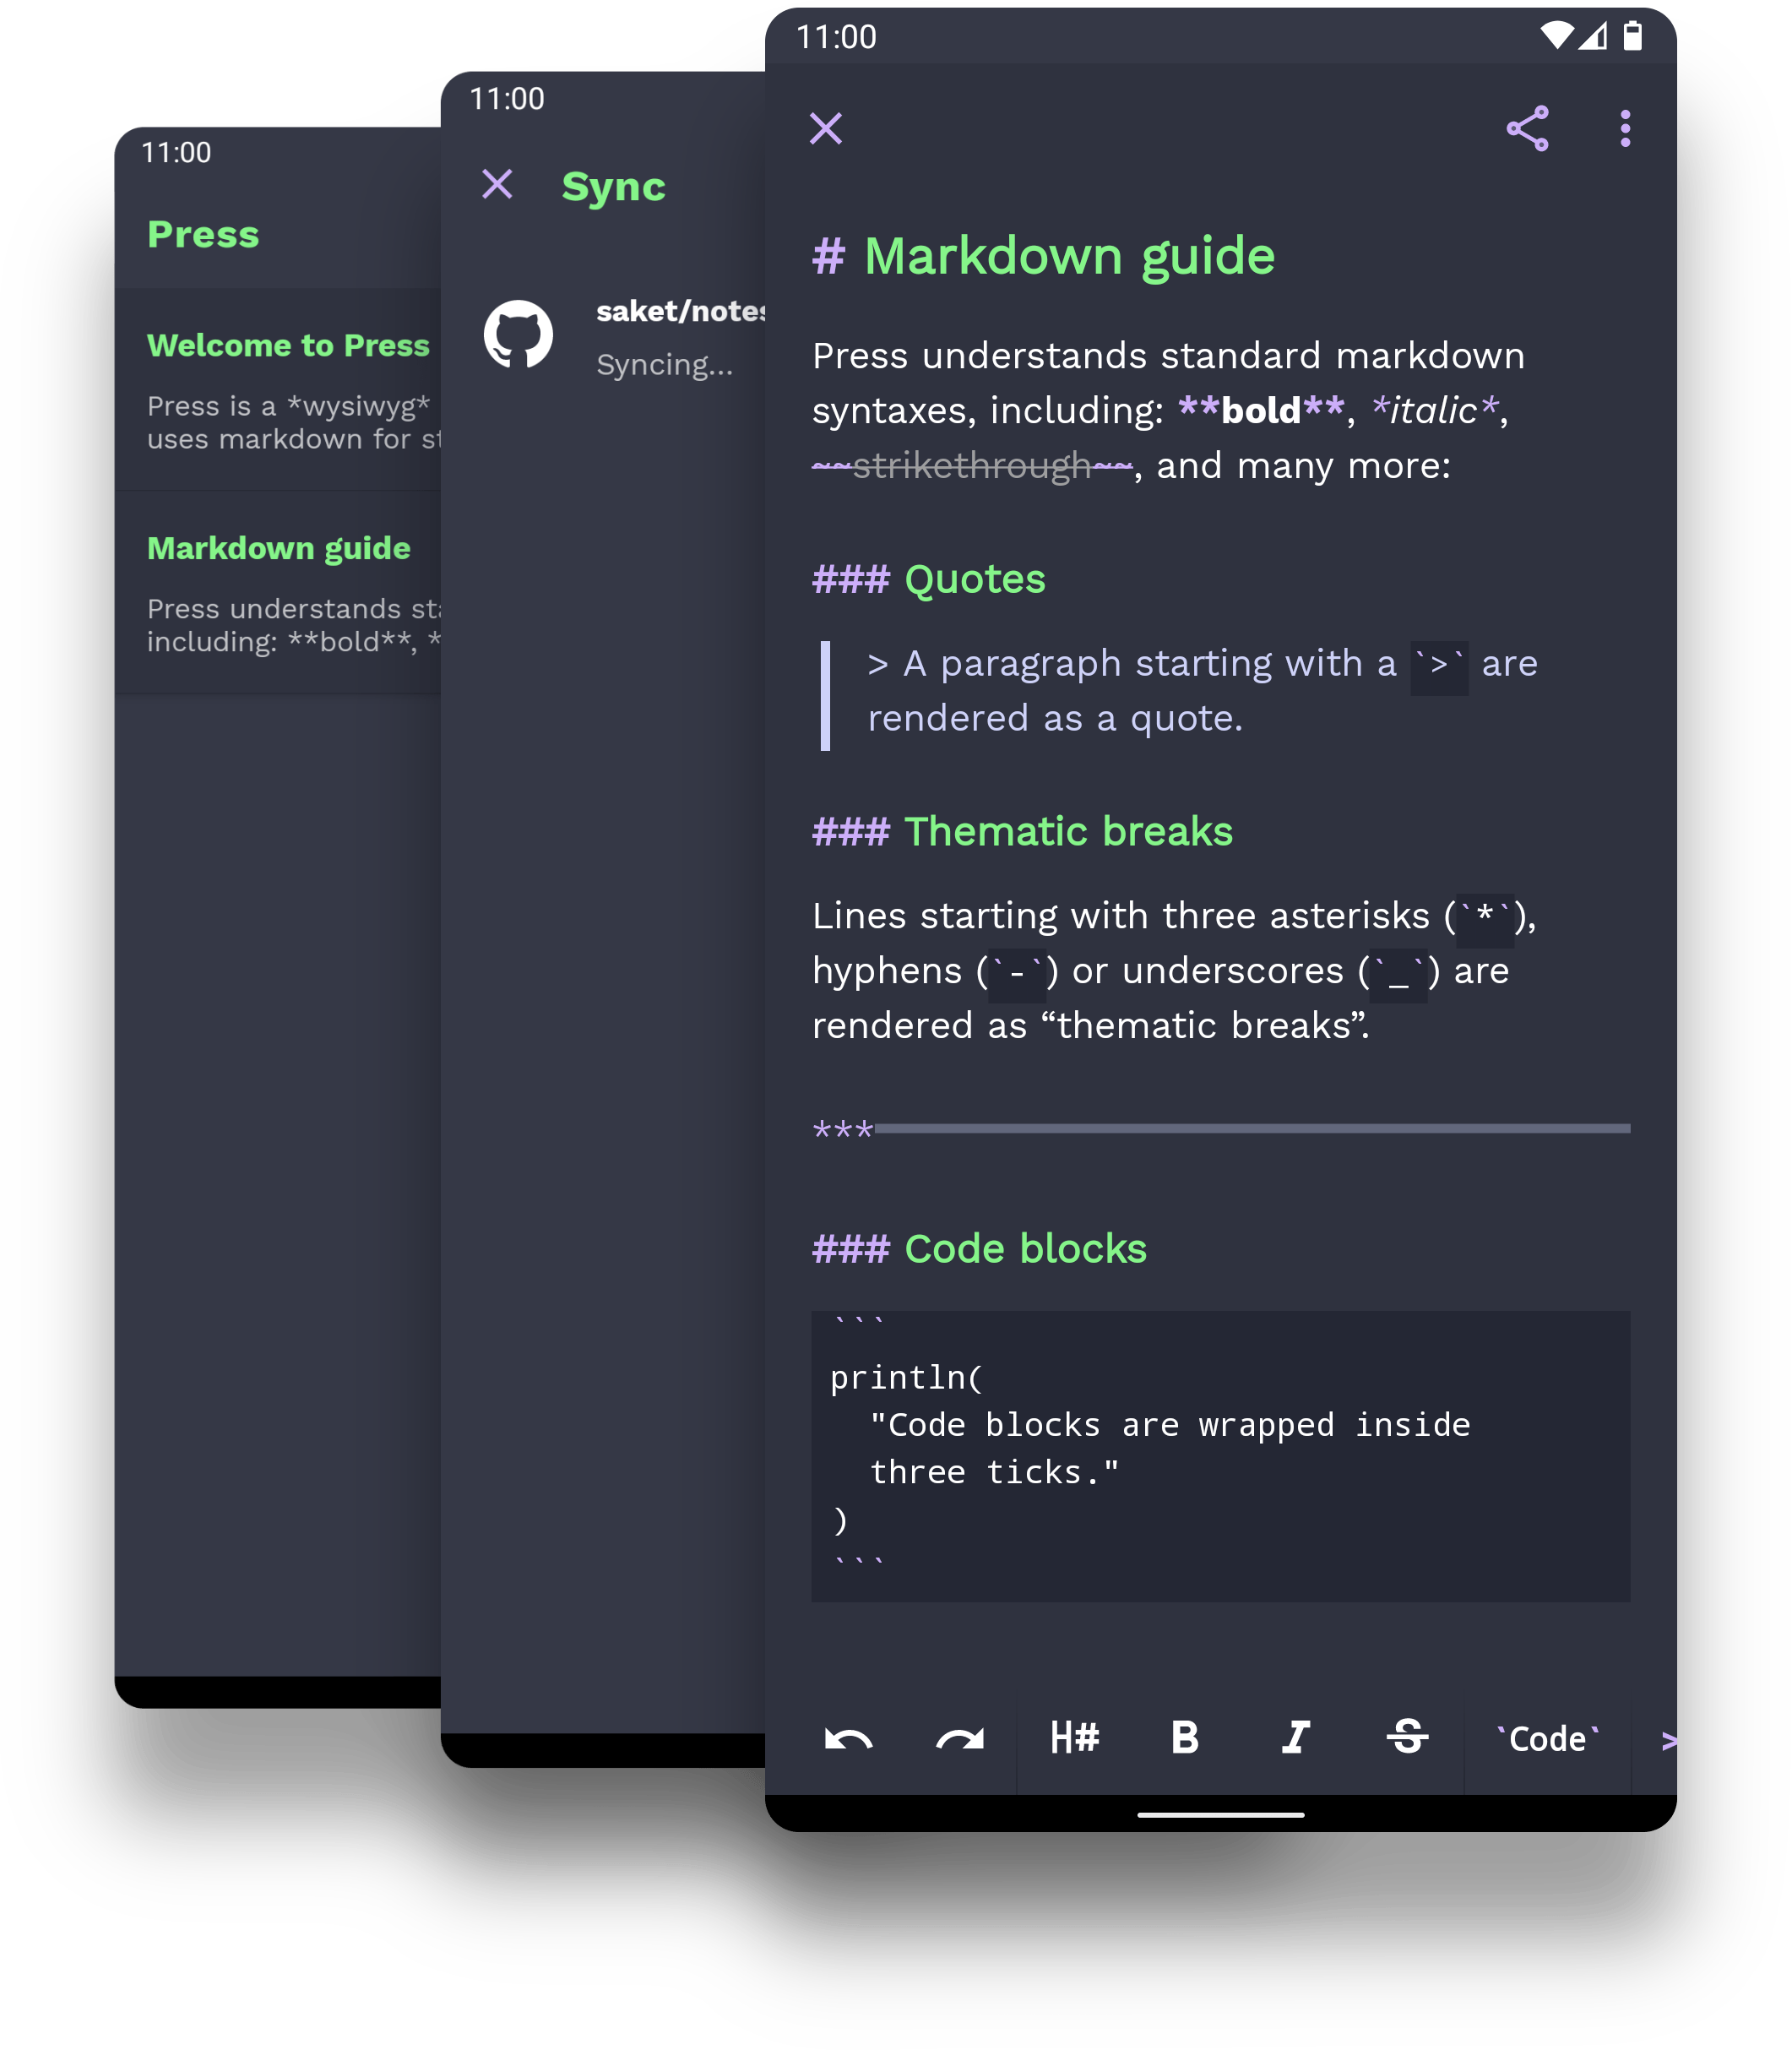 11:00
Press
Welcome to Press
Press is a *wysiwyg*
uses markdown for
Markdown guide
Press understands
including: **bold**, *
11:00
Sync
saket/notes
Syncing...
11:00
# Markdown guide
Press understands standard markdown
syntaxes, including: **bold**, *italic*,
~~strikethrough~~, and many more:
### Quotes
> A paragraph starting with a `>` are
rendered as a quote.
### Thematic breaks
Lines starting with three asterisks (`*`),
hyphens (`-`) or underscores (`_`) are
rendered as “thematic breaks”.
***
### Code blocks
```
println(
  "Code blocks are wrapped inside
  three ticks."
)
```
H# B I S `Code` >